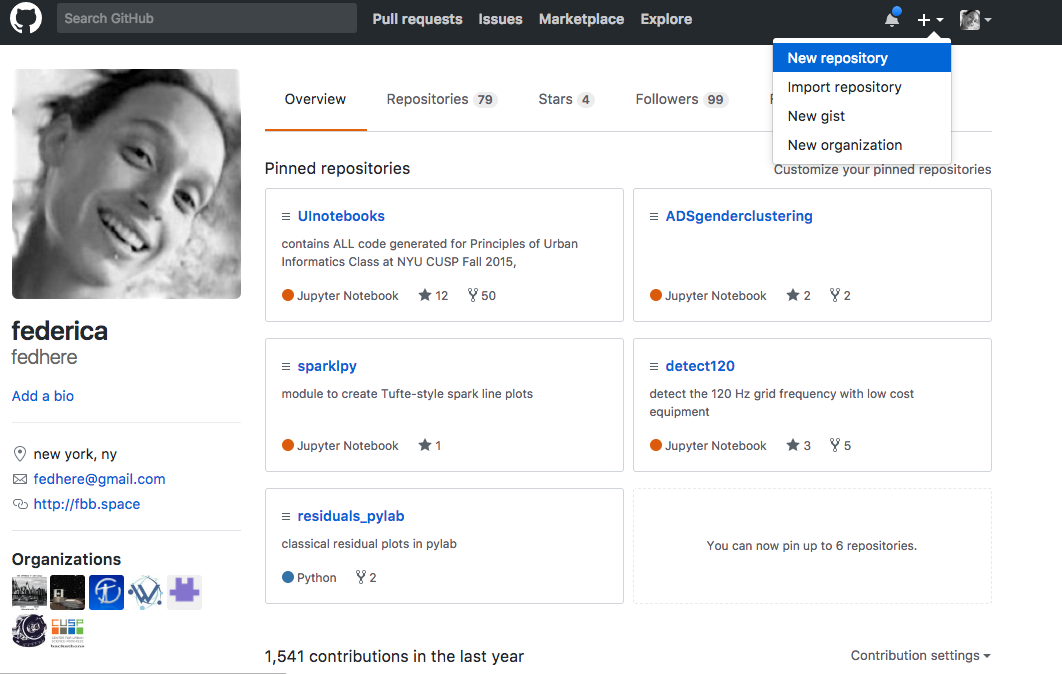 Search GitHub
Pull requests Issues Marketplace Explore
New repository
Import repository
New gist
New organization
Overview Repositories 79 Stars 4 Followers 99
Pinned repositories
Customize your pinned repositories
UInotebooks
contains ALL code generated for Principles of Urban
Informatics Class at NYU CUSP Fall 2015,
Jupyter Notebook 12 50
ADSgenderclustering
Jupyter Notebook 2 2
federica
fedhere
Add a bio
new york, ny
fedhere@gmail.com
http://fbb.space
Organizations
CUSP
sparklpy
module to create Tufte-style spark line plots
Jupyter Notebook 1
detect120
detect the 120 Hz grid frequency with low cost
equipment
Jupyter Notebook 3 5
residuals_pylab
classical residual plots in pylab
Python 2
You can now pin up to 6 repositories.
1,541 contributions in the last year
Contribution settings